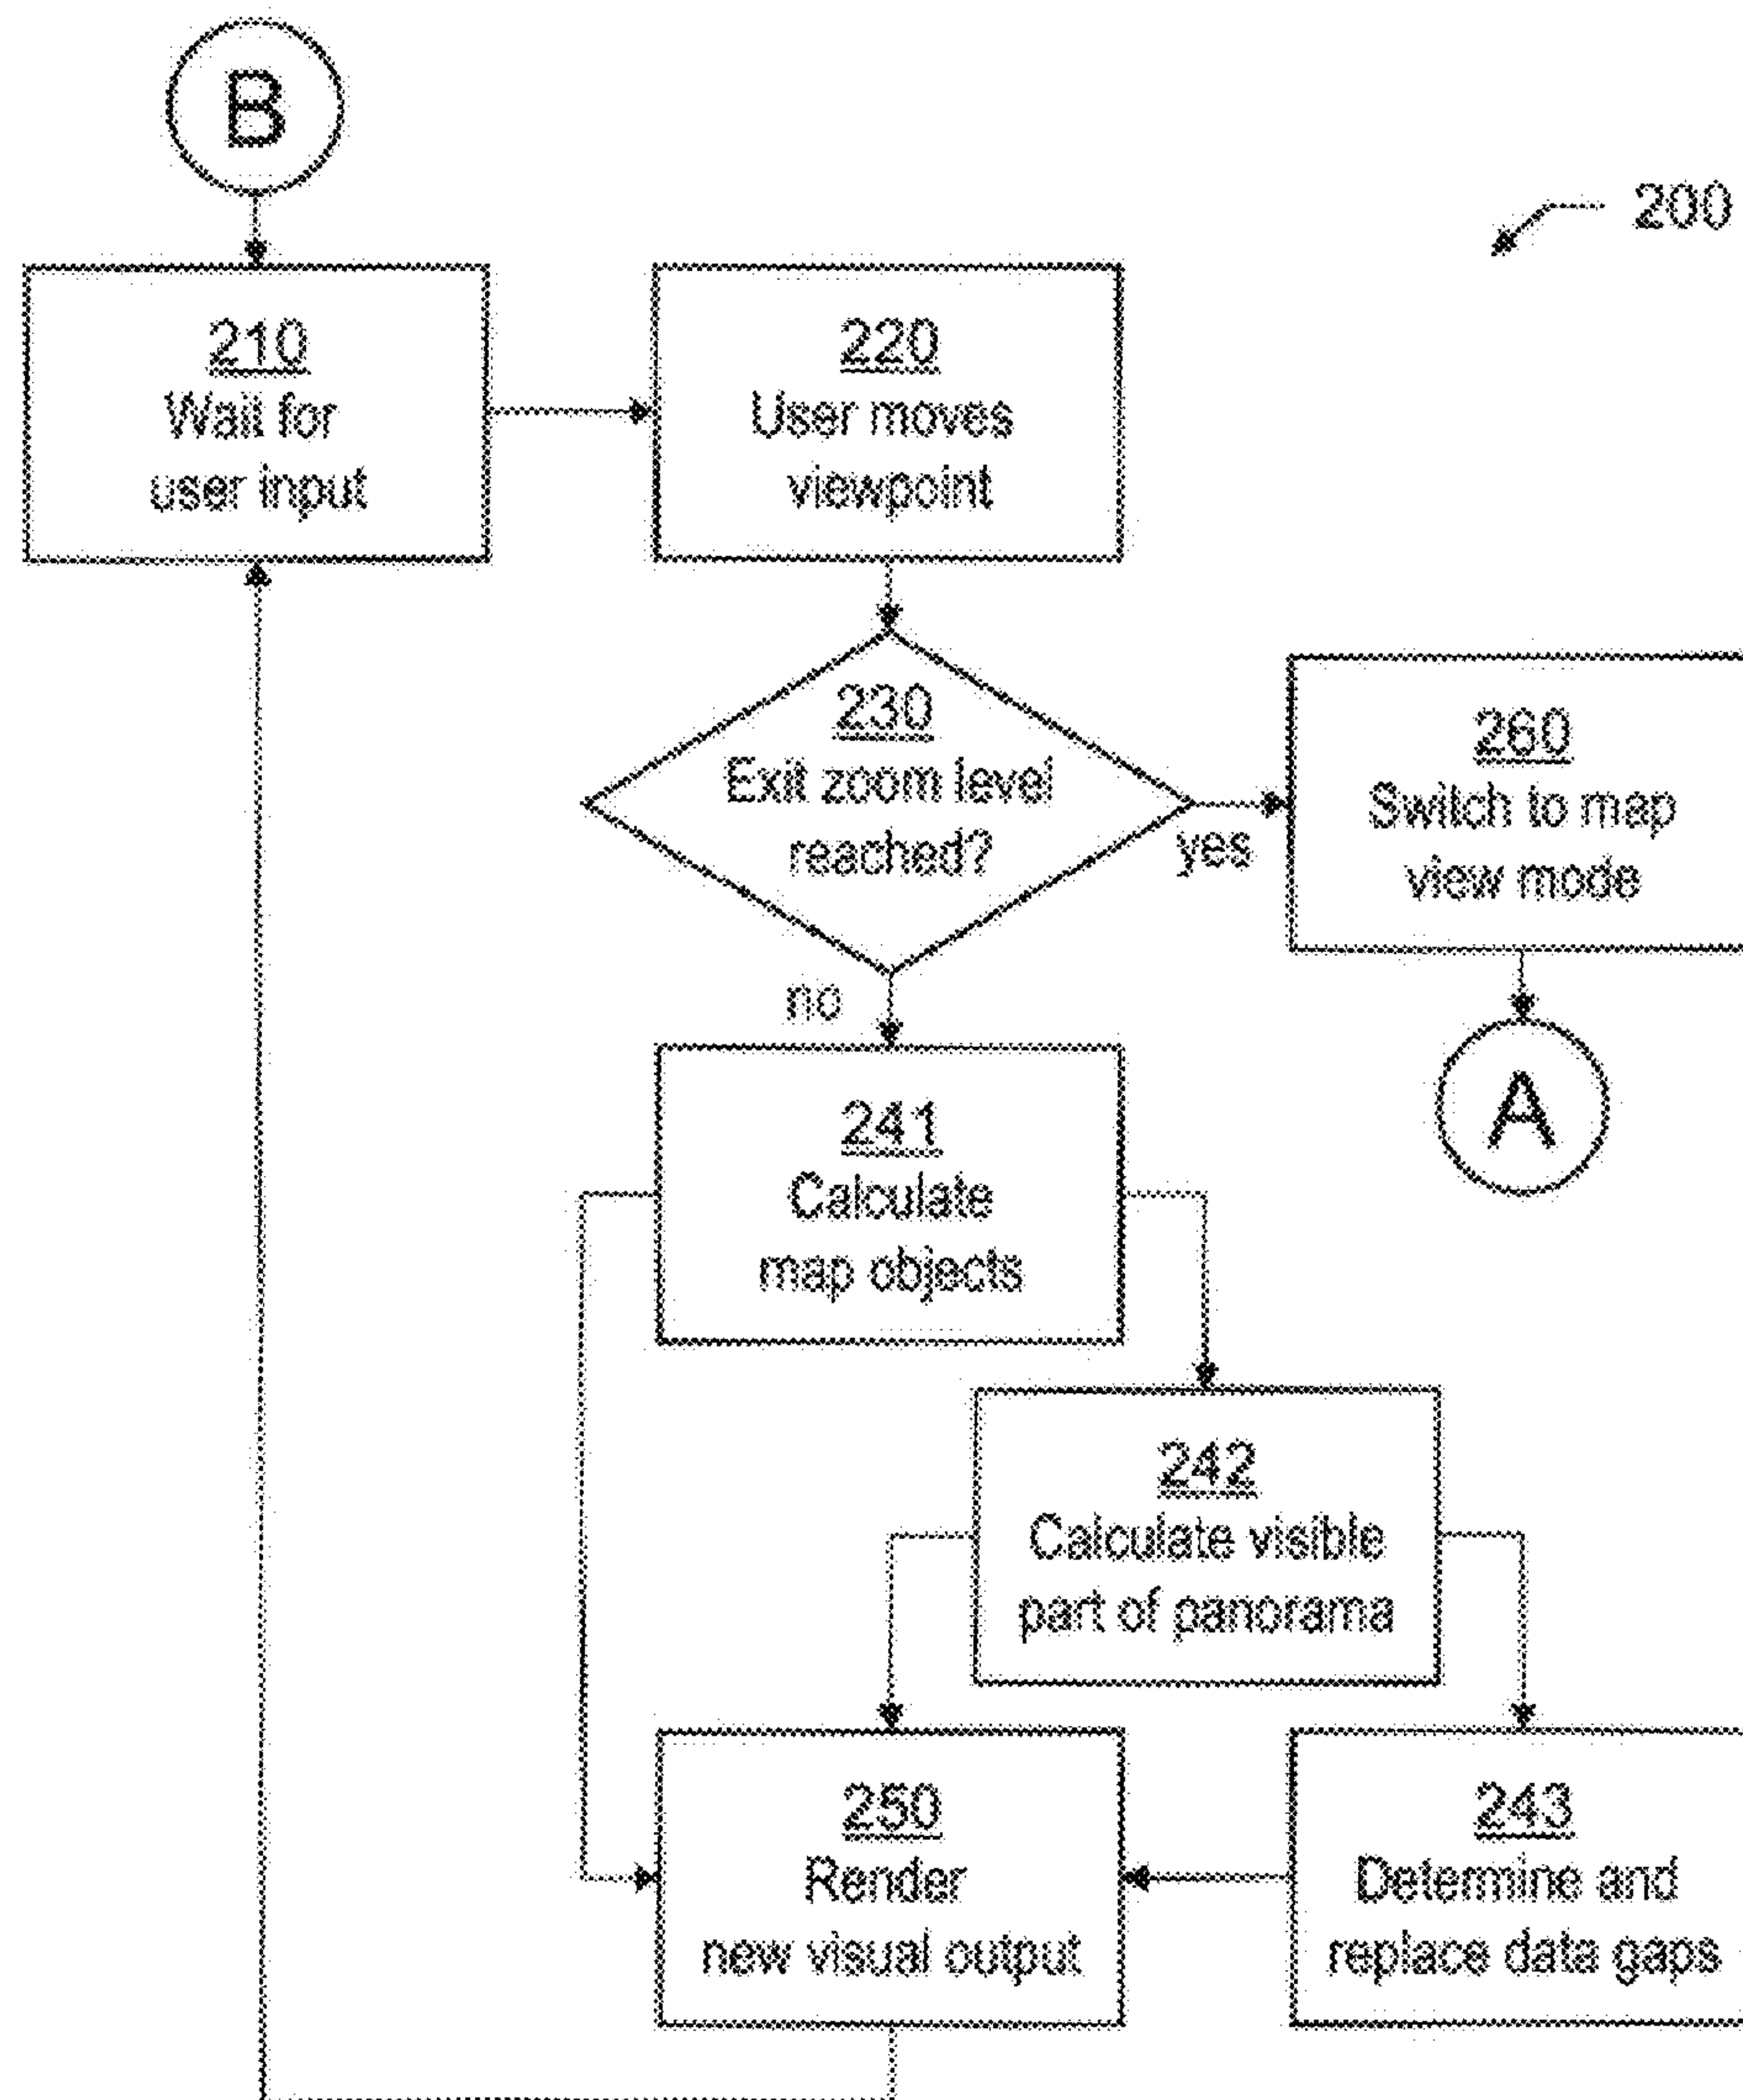 B
200
210
Wait for
user input
220
User moves
viewpoint
230
Exit zoom level
reached?
yes
no
260
Switch to map
view mode
A
241
Calculate
map objects
242
Calculate visible
part of panorama
250
Render
new visual output
243
Determine and
replace data gaps